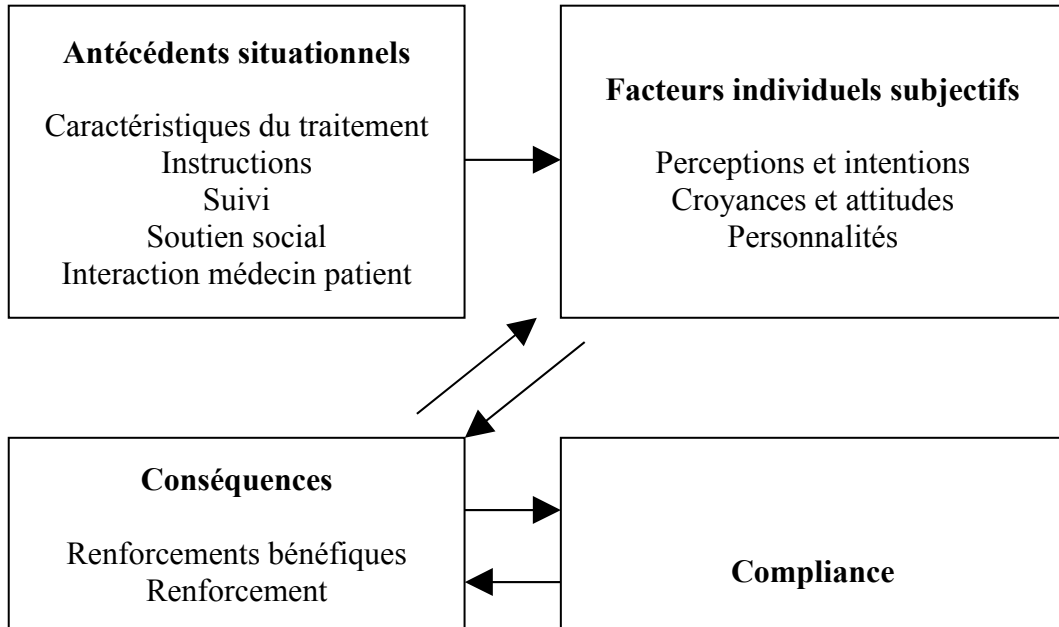 Antécédents situationnels
Caractéristiques du traitement
Instructions
Suivi
Soutien social
Interaction médecin patient
Facteurs individuels subjectifs
Perceptions et intentions
Croyances et attitudes
Personnalités
Conséquences
Renforcements bénéfiques
Renforcement
Compliance